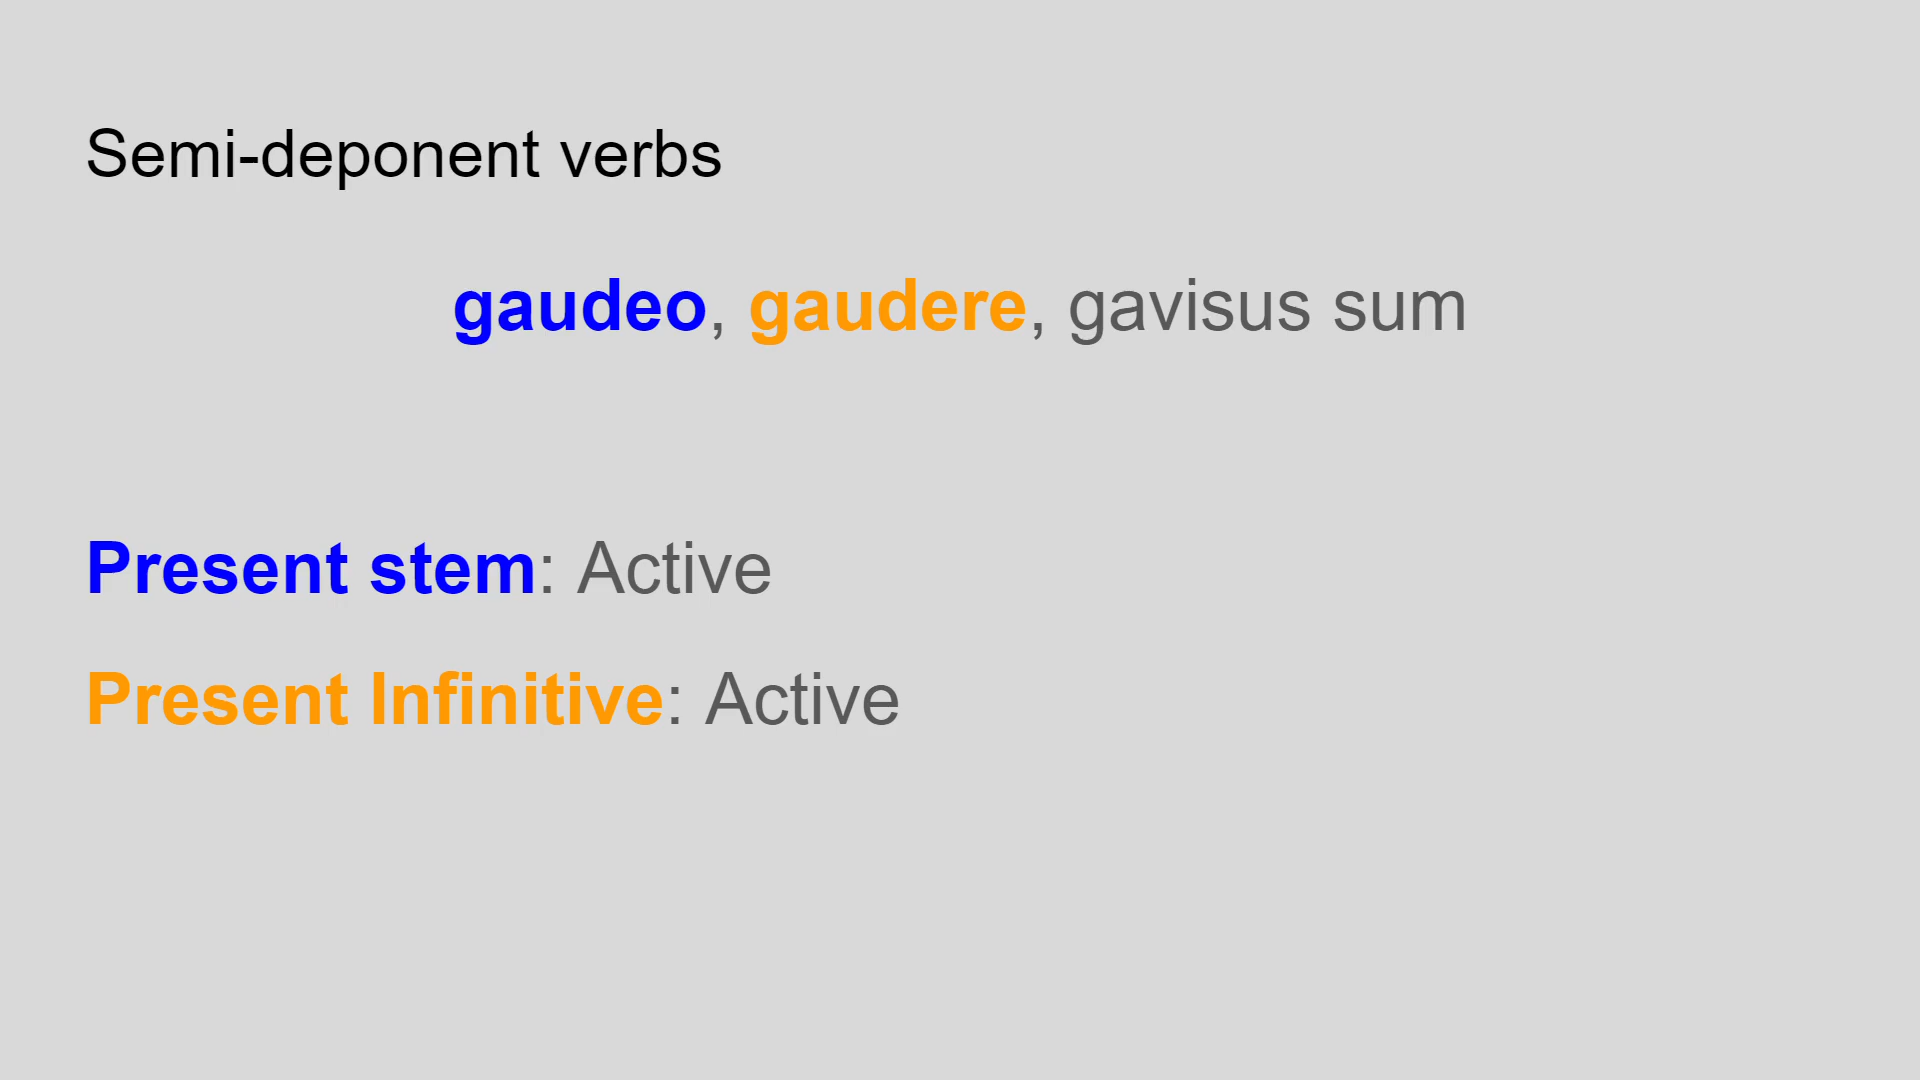 Semi-deponent verbs
gaudeo, gaudere, gavisus sum
Present stem: Active
Present Infinitive: Active